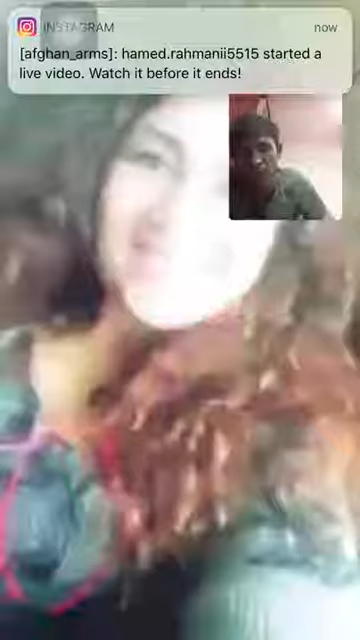 INSTAGRAM
now
[afghan_arms]: hamed.rahmanii5515 started a
live video. Watch it before it ends!